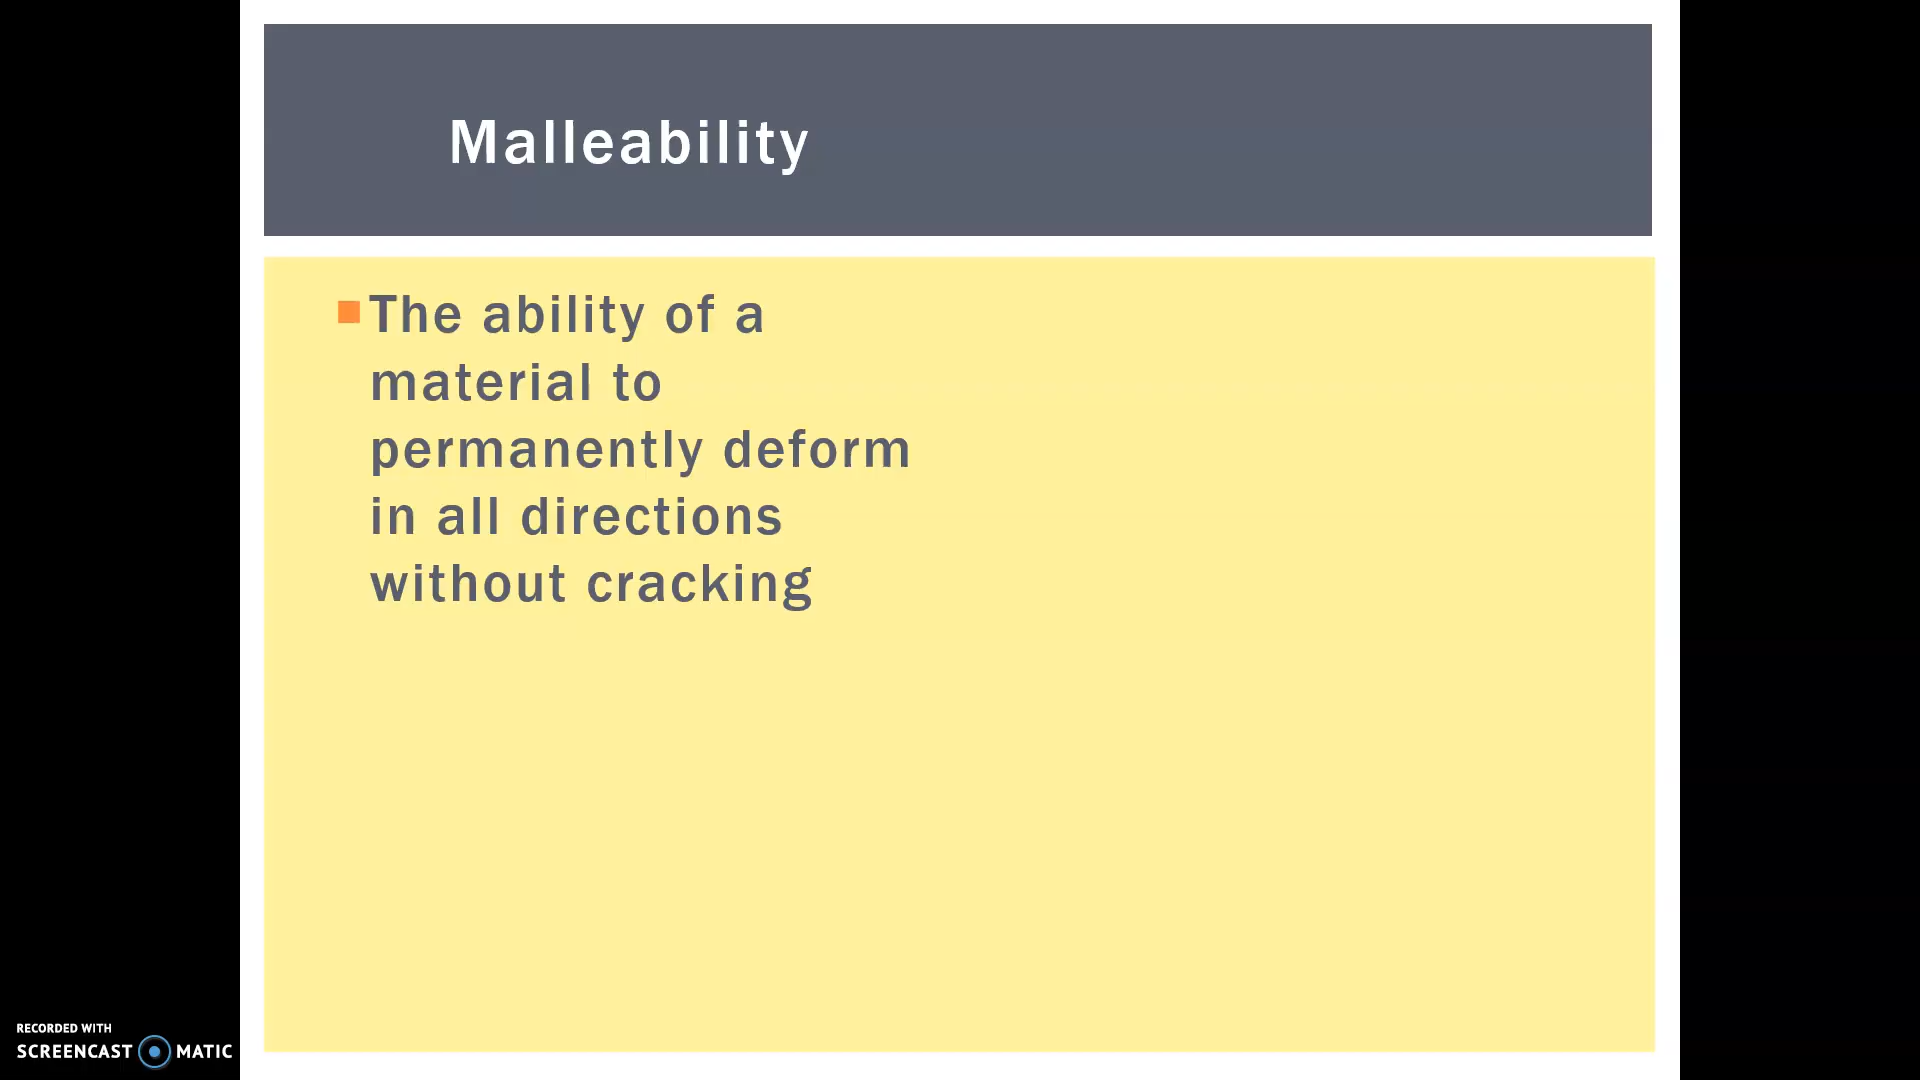 Malleability
The ability of a
material to
permanently deform
in all directions
without cracking
RECORDED WITH
SCREENCAST MATIC